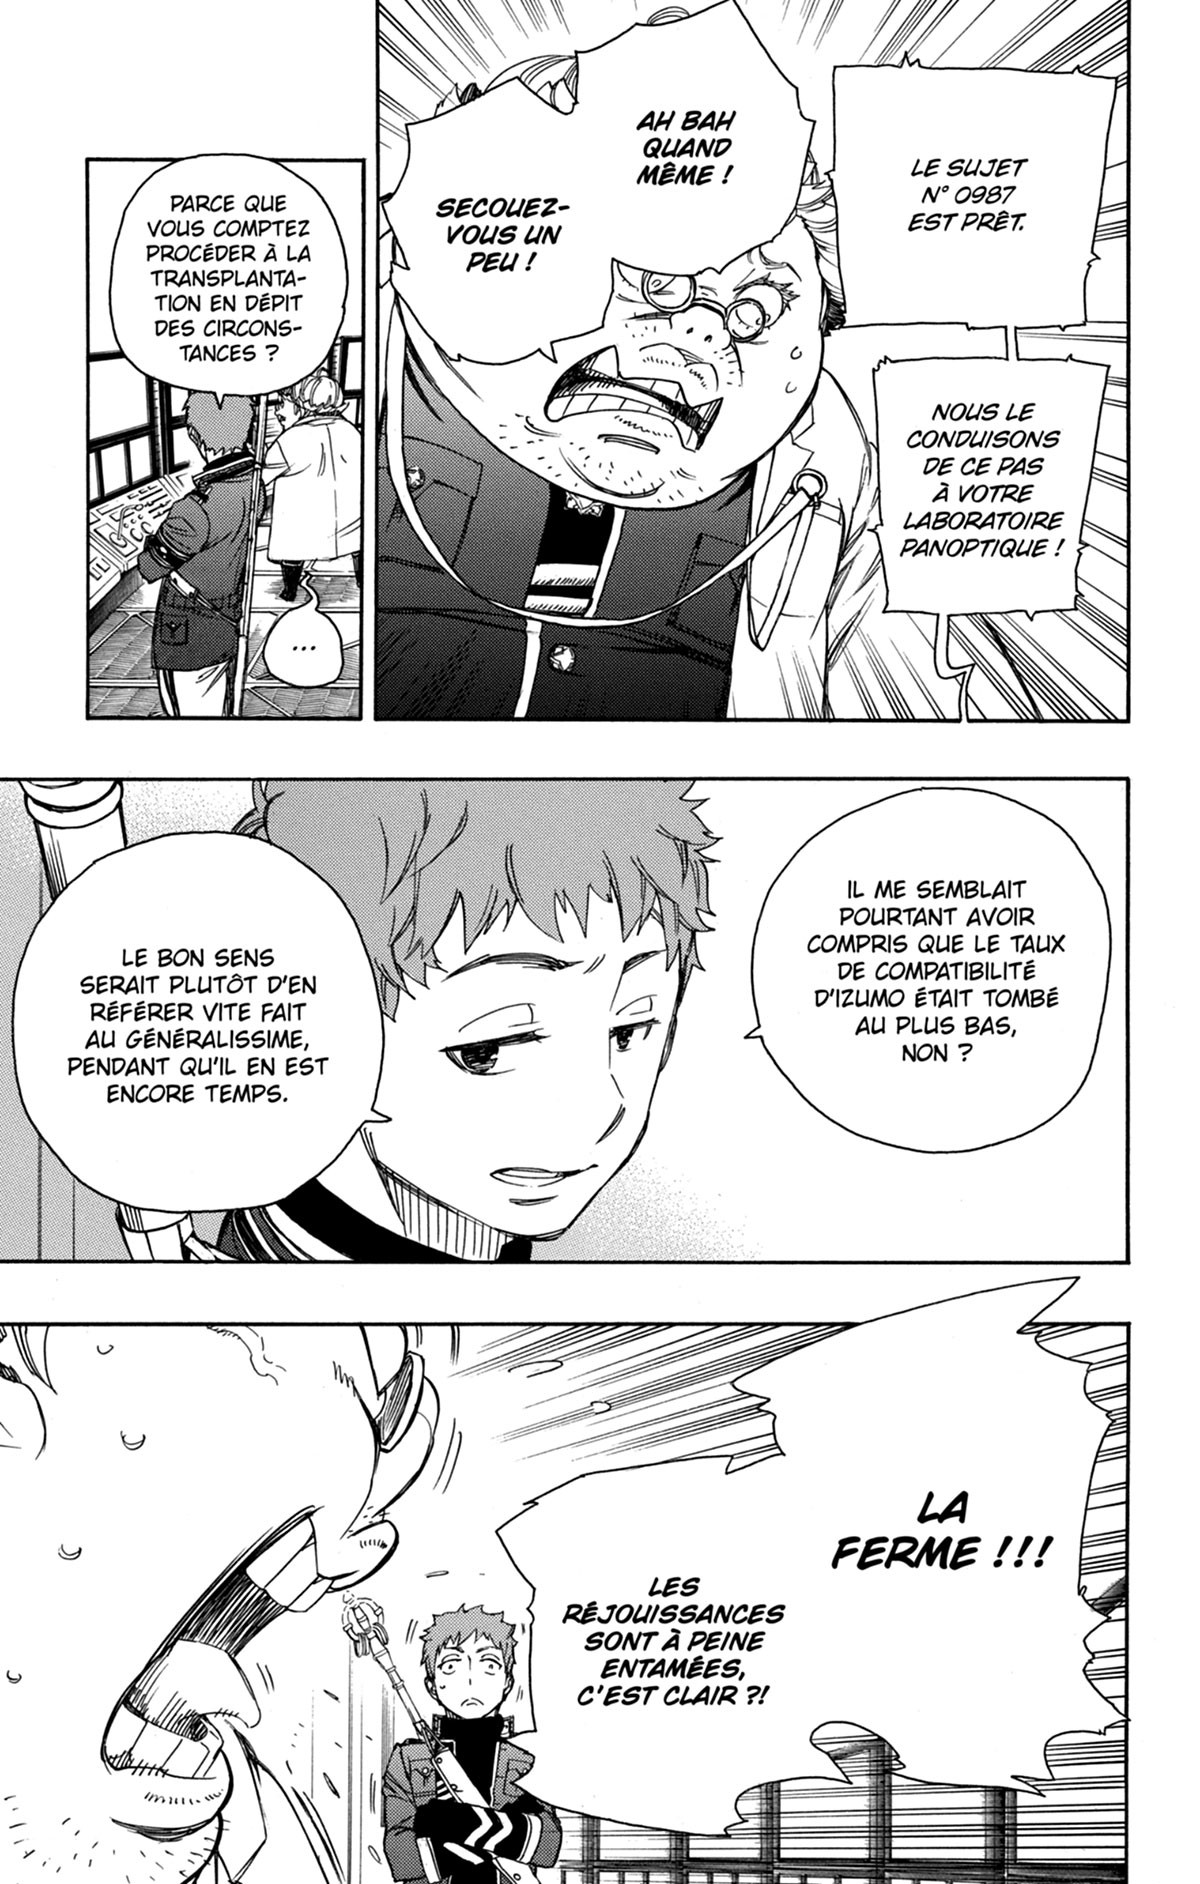 LE SUJET
N° 0987
EST PRÊT.
NOUS LE
CONDUISONS
DE CE PAS
À VOTRE
LABORATOIRE
PANOPTIQUE !
AH BAH
QUAND
MÊME !
SECOUEZ-
VOUS UN
PEU !
PARCE QUE
VOUS COMPTEZ
PROCÉDER À LA
TRANSPLANTA-
TION EN DÉPIT
DES CIRCONS-
TANCES ?
...
IL ME SEMBLAIT
POURTANT AVOIR
COMPRIS QUE LE TAUX
DE COMPATIBILITÉ
D'IZUMO ÉTAIT TOMBÉ
AU PLUS BAS,
NON ?
LE BON SENS
SERAIT PLUTÔT D'EN
RÉFÉRER VITE FAIT
AU GÉNÉRALISSIME,
PENDANT QU'IL EN EST
ENCORE TEMPS.
LA
FERME !!!
LES
RÉJOUISSANCES
SONT À PEINE
ENTAMÉES,
C'EST CLAIR ?!